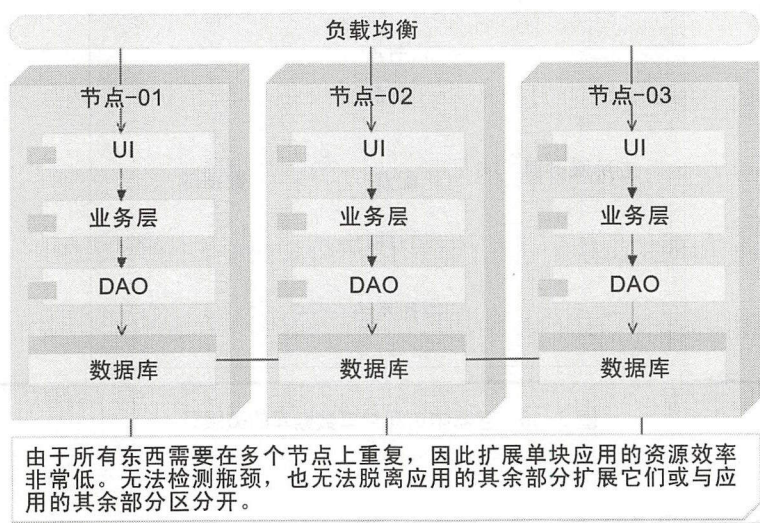 负载均衡
节点-01 节点-02 节点-03
UI UI UI
业务层 业务层 业务层
DAO DAO DAO
数据库 数据库 数据库
由于所有东西需要在多个节点上重复，因此扩展单块应用的资源效率
非常低。无法检测瓶颈，也无法脱离应用的其余部分扩展它们或与应
用的其余部分区分开。